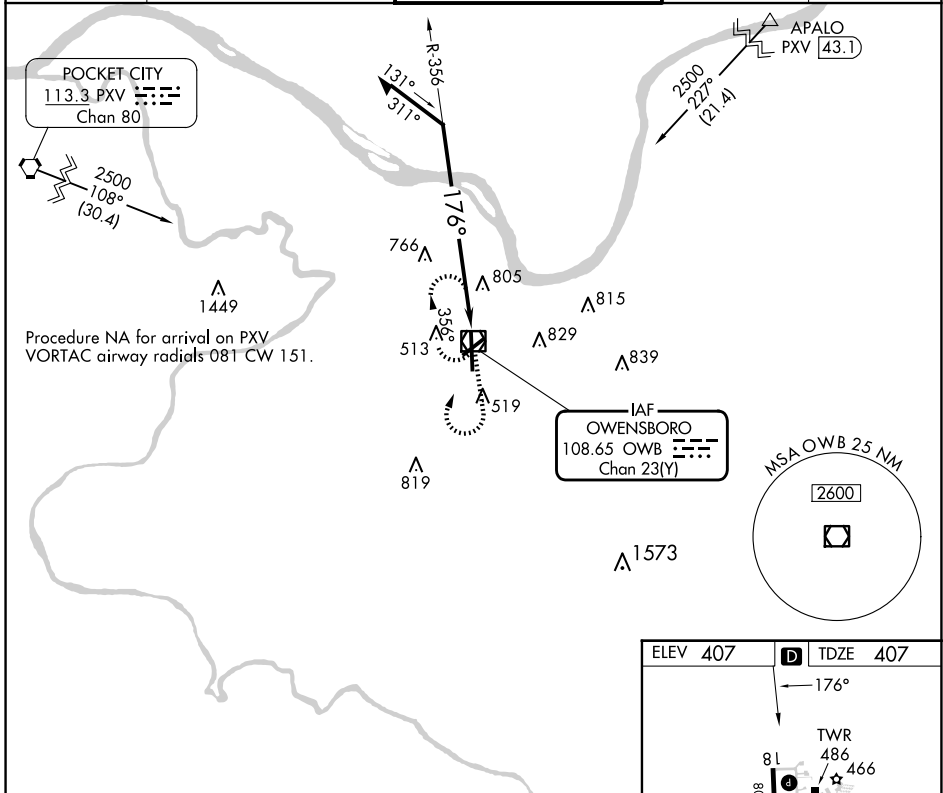 POCKET CITY
113.3 PXV
Chan 80
2500
108°
(30.4)
R-356
131°
311°
APALO
PXV 43.1
2500
227°
(21.4)
176°
766
805
1449
815
356°
513
829
839
Procedure NA for arrival on PXV
VORTAC airway radials 081 CW 151.
519
IAF
OWENSBORO
108.65 OWB
Chan 23(Y)
819
MSA OWB 25 NM
2600
1573
ELEV 407
D
TDZE 407
176°
TWR
486
466
18
P
80